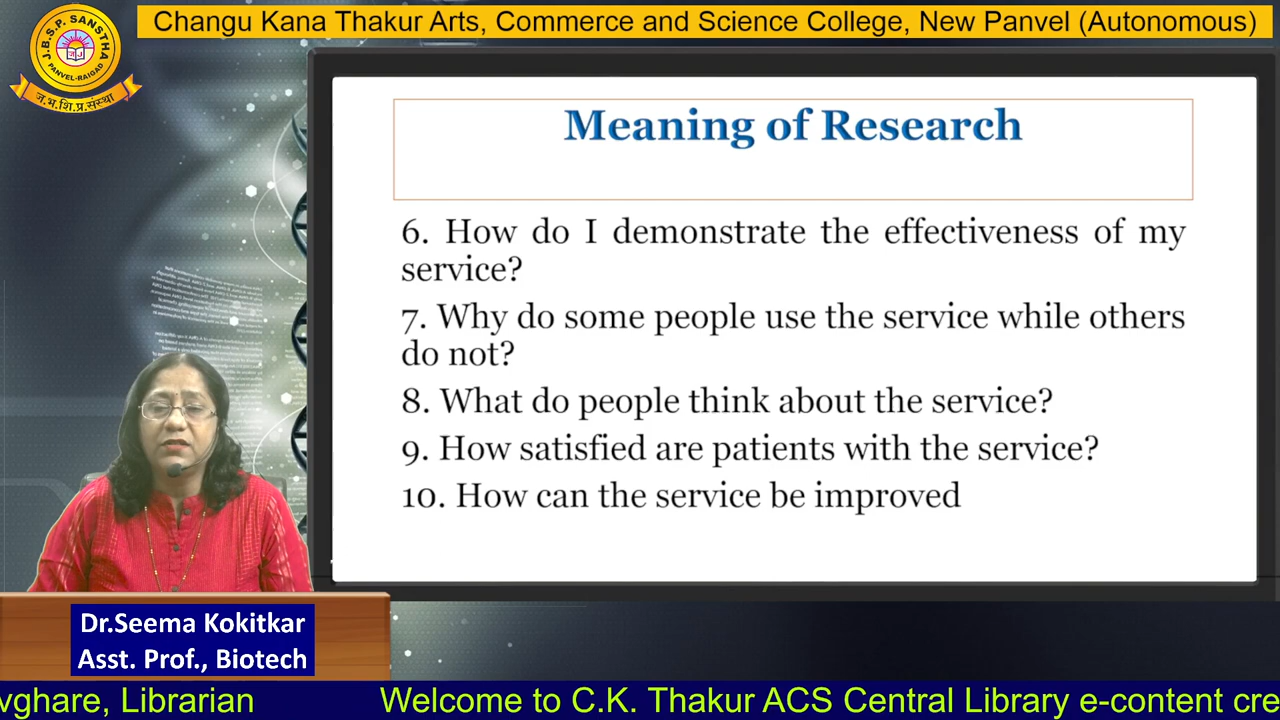 Changu Kana Thakur Arts, Commerce and Science College, New Panvel (Autonomous)
J.B.S.P. SANSTHA
PANVEL-RAIGAD
ज.भ.शि.प्र.संस्था
Meaning of Research
6. How do I demonstrate the effectiveness of my
service?
7. Why do some people use the service while others
do not?
8. What do people think about the service?
9. How satisfied are patients with the service?
10. How can the service be improved
Dr.Seema Kokitkar
Asst. Prof., Biotech
vghare, Librarian Welcome to C.K. Thakur ACS Central Library e-content cre